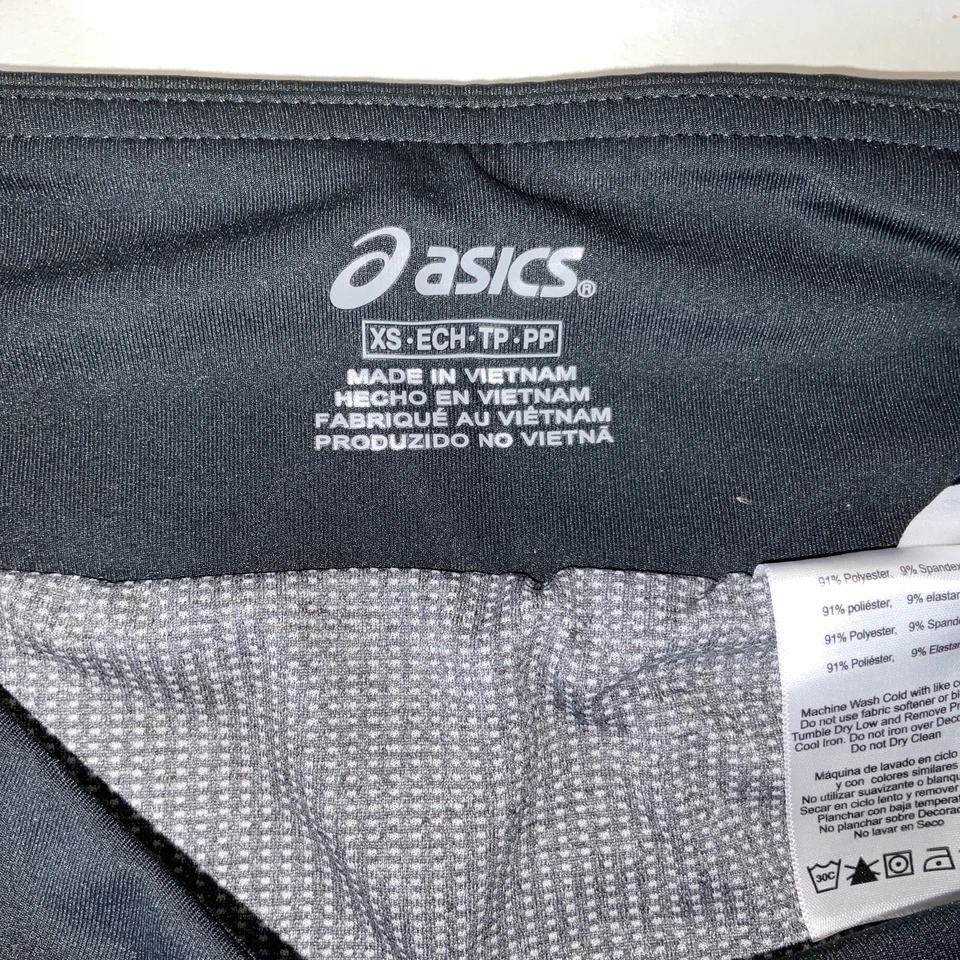 asics®
XS·ECH·TP·PP
MADE IN VIETNAM
HECHO EN VIETNAM
FABRIQUÉ AU VIÊTNAM
PRODUZIDO NO VIETNÃ
91% Polyester, 9% Spandex
91% poliéster, 9%
91% Polyester, 9%
91% Poliéster, 9%
Machine Wash Cold with like
Do not use fabric softener or
Tumble Dry Low and Remove
Cool Iron. Do not iron over
Do not Dry Clean
Máquina de lavado en ciclo
y con colores similares
No utilizar suavizante o
Secar en ciclo lento y remover
Planchar con baja
No planchar sobre
No lavar en Seco
30C